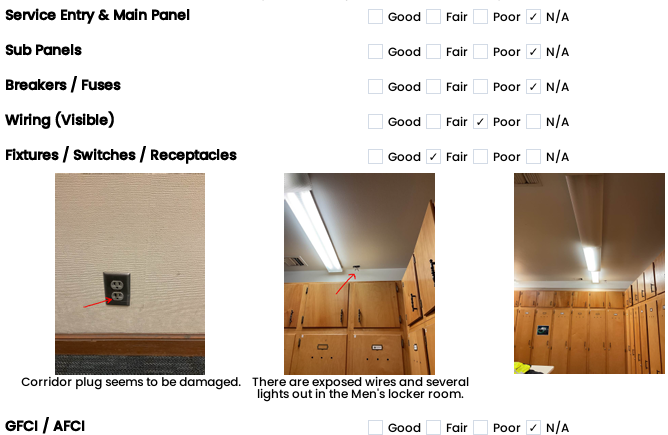 Service Entry & Main Panel Good Fair Poor ✓ N/A
Sub Panels Good Fair Poor ✓ N/A
Breakers / Fuses Good Fair Poor ✓ N/A
Wiring (Visible) Good Fair ✓ Poor N/A
Fixtures / Switches / Receptacles Good ✓ Fair Poor N/A
Corridor plug seems to be damaged.
There are exposed wires and several
lights out in the Men's locker room.
GFCI / AFCI Good Fair Poor ✓ N/A